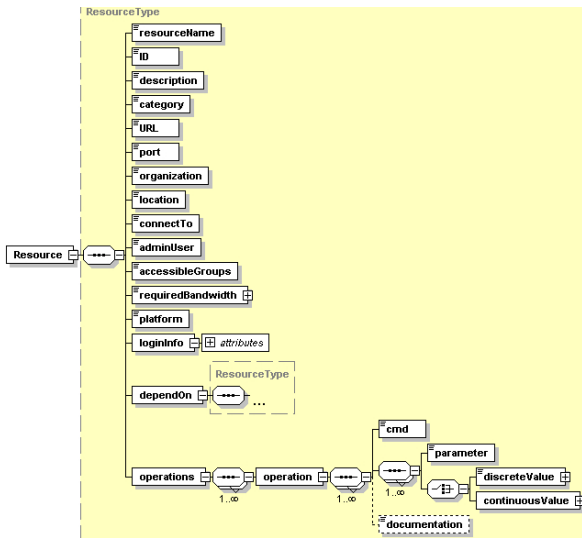 ResourceType
resourceName
ID
description
category
URL
port
organization
location
connectTo
adminUser
Resource
accessibleGroups
requiredBandwidth
platform
loginInfo
attributes
ResourceType
dependOn
...
cmd
parameter
operations
operation
discreteValue
1..∞
1..∞
1..∞
continuousValue
documentation